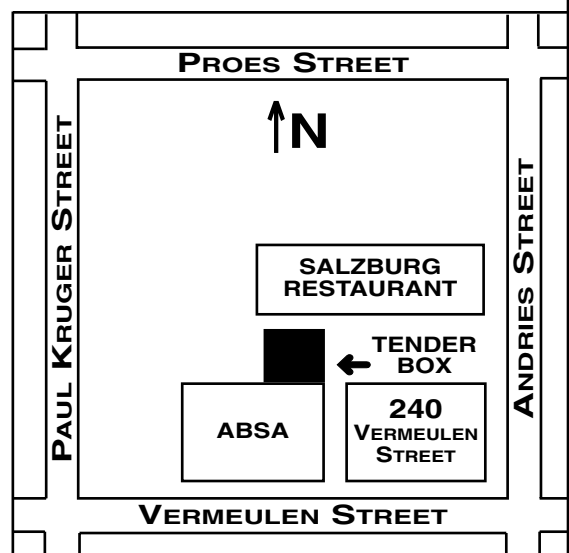 PROES STREET
N
PAUL KRUGER STREET
ANDRIES STREET
SALZBURG
RESTAURANT
TENDER
BOX
ABSA
240
VERMEULEN
STREET
VERMEULEN STREET